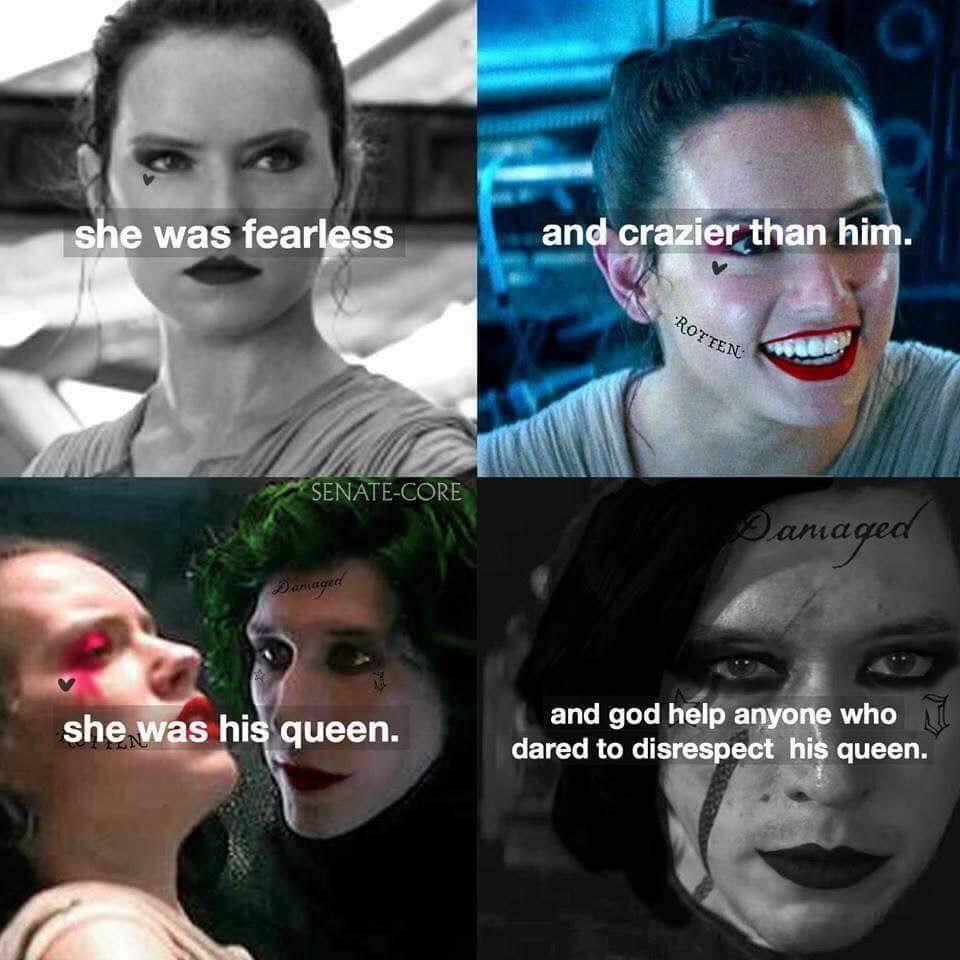 she was fearless
and crazier than him.
ROTTEN
SENATE-CORE
Damaged
J
she was his queen.
ROTTEN
Damaged
and god help anyone who
J
dared to disrespect his queen.